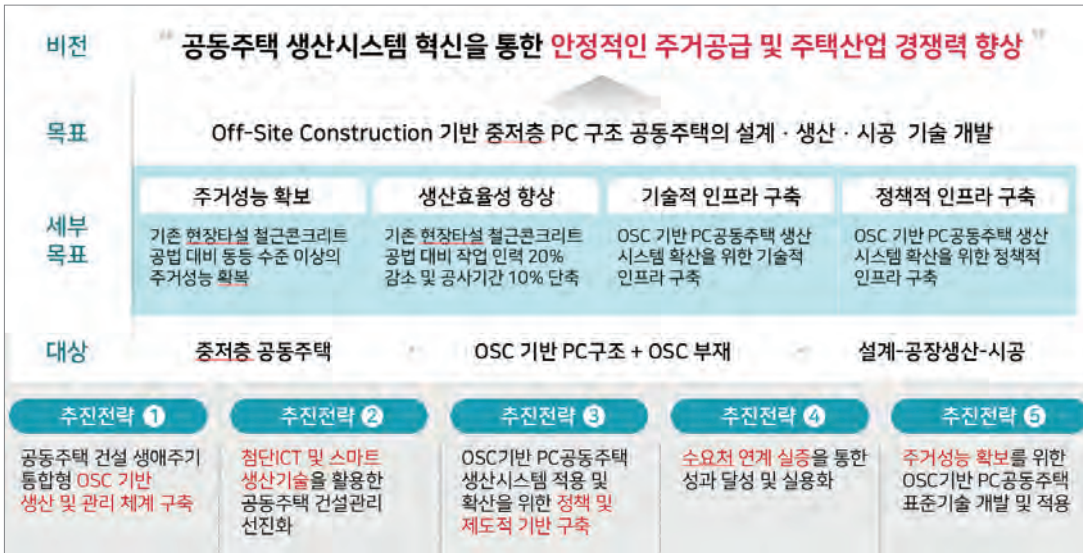 비전
" 공동주택 생산시스템 혁신을 통한 안정적인 주거공급 및 주택산업 경쟁력 향상 "
목표
Off-Site Construction 기반 중저층 PC 구조 공동주택의 설계 · 생산 · 시공 기술 개발
세부
목표
주거성능 확보
기존 현장타설 철근콘크리트
공법 대비 동등 수준 이상의
주거성능 확복
생산효율성 향상
기존 현장타설 철근콘크리트
공법 대비 작업 인력 20%
감소 및 공사기간 10% 단축
기술적 인프라 구축
OSC 기반 PC공동주택 생산
시스템 확산을 위한 기술적
인프라 구축
정책적 인프라 구축
OSC 기반 PC공동주택 생산
시스템 확산을 위한 정책적
인프라 구축
대상
중저층 공동주택 - OSC 기반 PC구조 + OSC 부재 - 설계-공장생산-시공
추진전략 1
공동주택 건설 생애주기
통합형 OSC 기반
생산 및 관리 체계 구축
추진전략 2
첨단ICT 및 스마트
생산기술을 활용한
공동주택 건설관리
선진화
추진전략 3
OSC기반 PC공동주택
생산시스템 적용 및
확산을 위한 정책 및
제도적 기반 구축
추진전략 4
수요처 연계 실증을 통한
성과 달성 및 실용화
추진전략 5
주거성능 확보를 위한
OSC기반 PC공동주택
표준기술 개발 및 적용